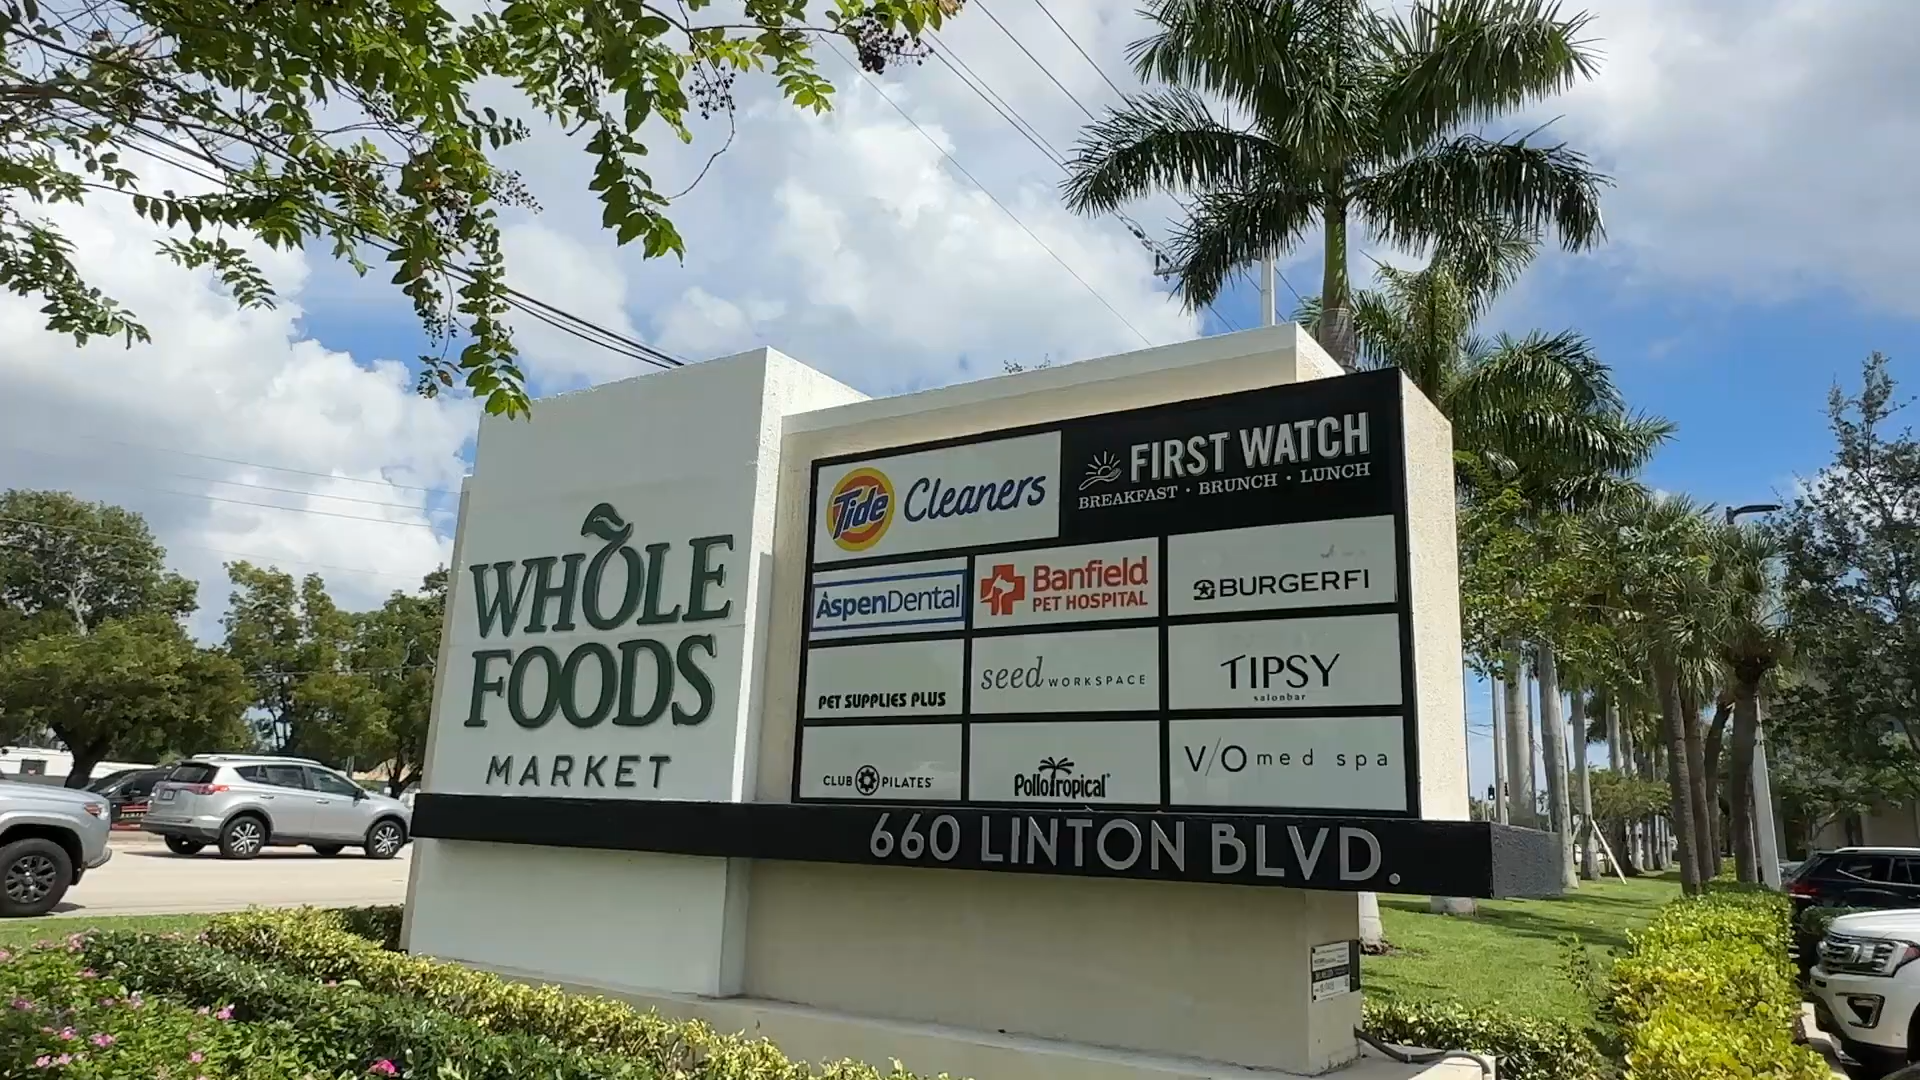 WHOLE
FOODS
MARKET
Tide Cleaners
FIRST WATCH
BREAKFAST · BRUNCH · LUNCH
AspenDental
Banfield
PET HOSPITAL
BURGERFI
PET SUPPLIES PLUS
seed WORKSPACE
TIPSY
salonbar
CLUB PILATES
PolloTropical
V/O med spa
660 LINTON BLVD.